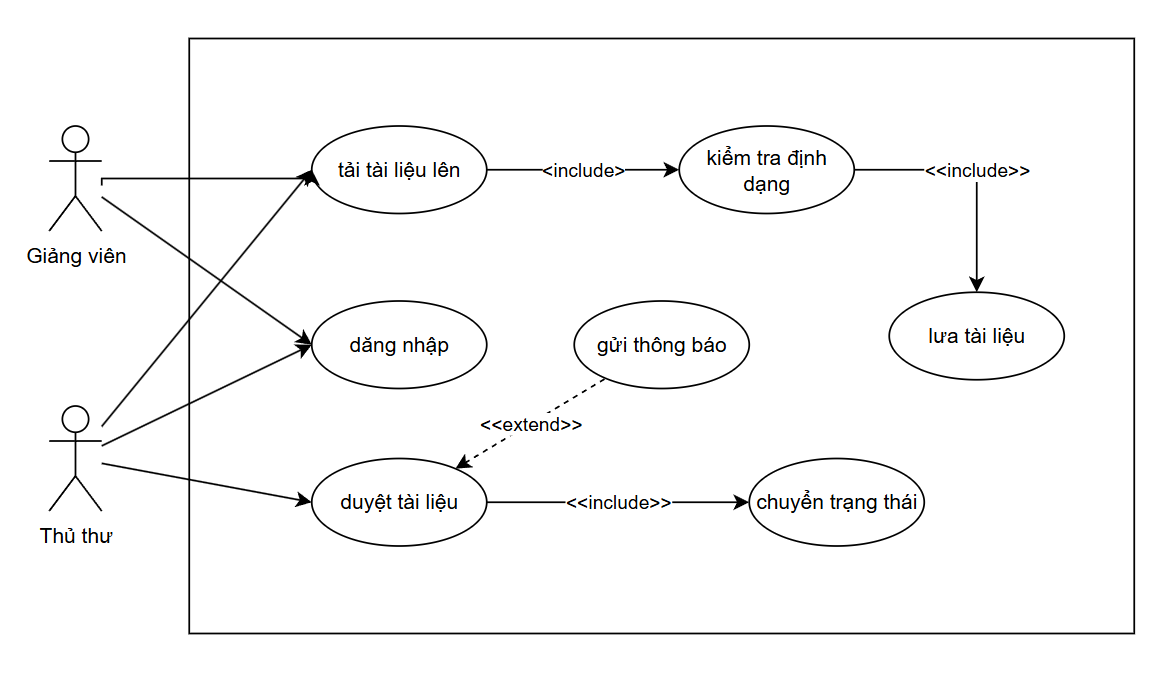 tải tài liệu lên
<include>
kiểm tra định
dạng
<<include>>
Giảng viên
dăng nhập
gửi thông báo
lưa tài liệu
<<extend>>
duyệt tài liệu
<<include>>
chuyển trạng thái
Thủ thư